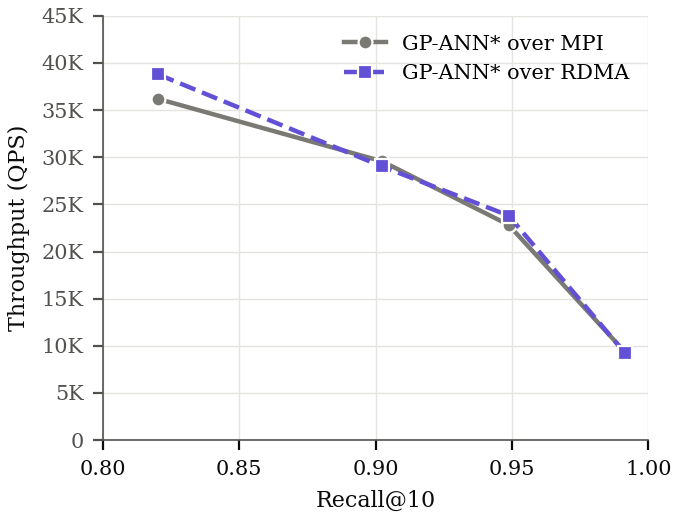 45K
40K
35K
30K
25K
20K
15K
10K
5K
0
Throughput (QPS)
GP-ANN* over MPI
GP-ANN* over RDMA
0.80 0.85 0.90 0.95 1.00
Recall@10